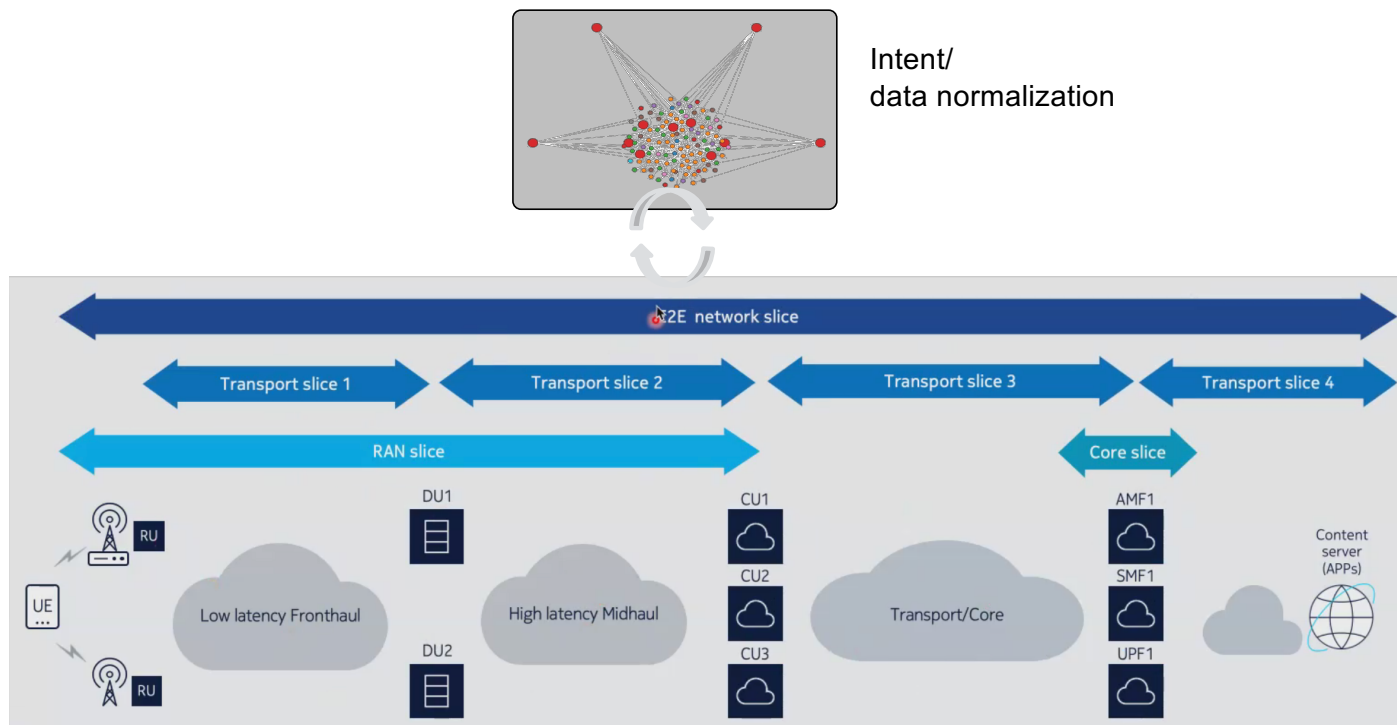 Intent/
data normalization
E2E network slice
Transport slice 1
Transport slice 2
Transport slice 3
Transport slice 4
RAN slice
Core slice
DU1
CU1
AMF1
RU
Content
server
(APPs)
CU2
SMF1
UE
Low latency Fronthaul
High latency Midhaul
Transport/Core
DU2
CU3
UPF1
RU